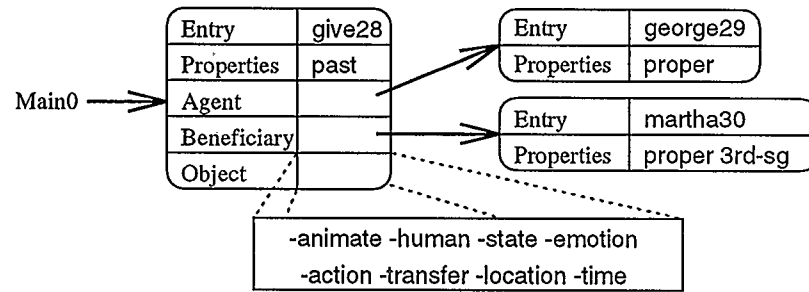 Entry give28
Properties past
Agent
Beneficiary
Object
Main0
Entry george29
Properties proper
Entry martha30
Properties proper 3rd-sg
-animate -human -state -emotion
-action -transfer -location -time